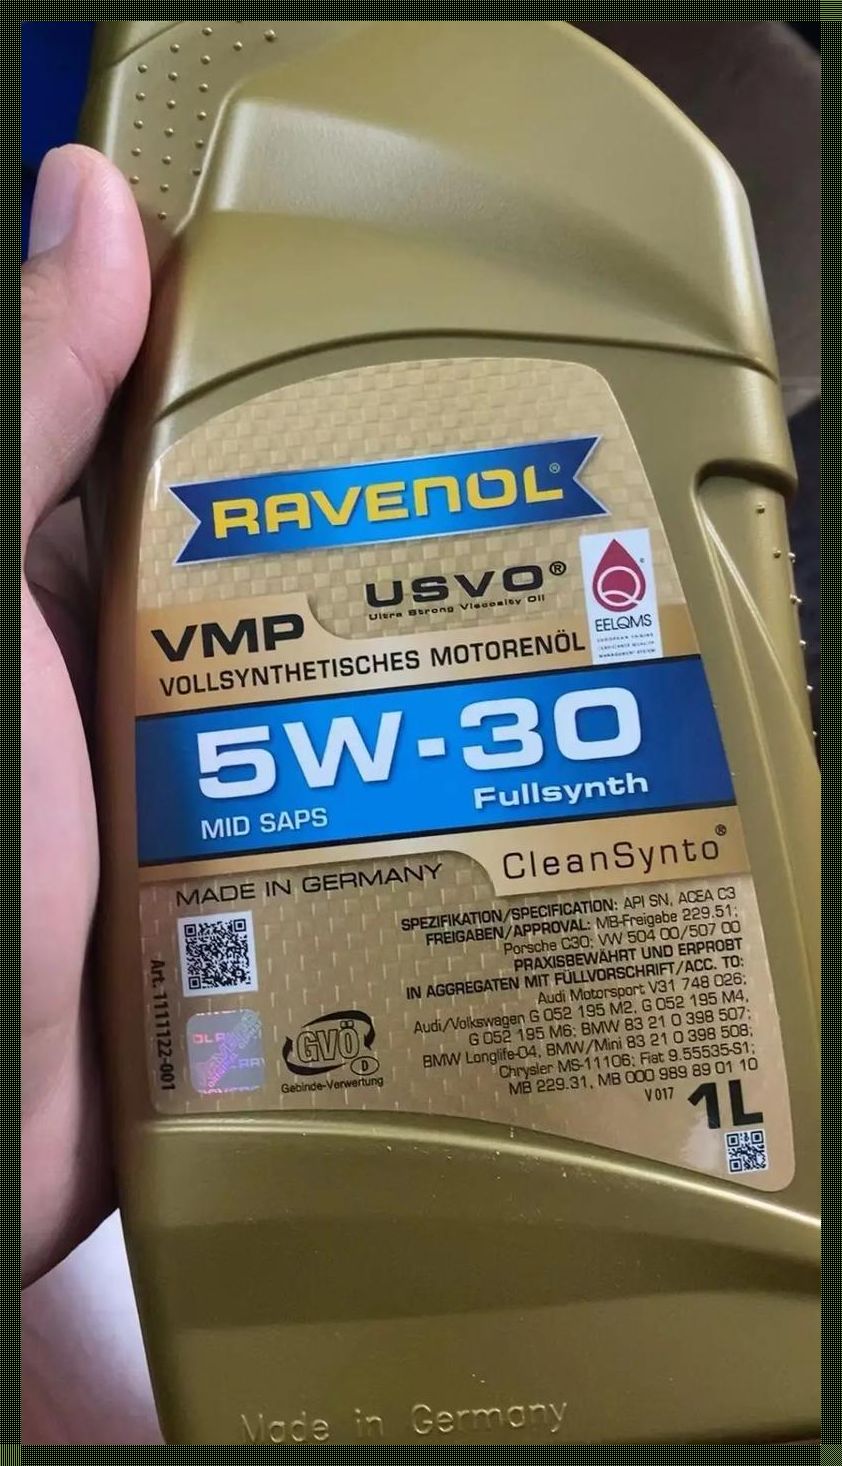 RAVENOL®
USVO®
Ultra Strong Viscosity Oil
EELQMS
VMP
VOLLSYNTHETISCHES MOTORENÖL
5W-30
Fullsynth
MID SAPS
CleanSynto®
MADE IN GERMANY
SPEZIFIKATION/SPECIFICATION: API SN, ACEA C3
FREIGABEN/APPROVAL: MB-Freigabe 229.51;
Porsche C30; VW 504 00/507 00
PRAXISBEWÄHRT UND ERPROBT
IN AGGREGATEN MIT FÜLLVORSCHRIFT/ACC. TO:
Audi Motorsport V31 748 026;
Audi/Volkswagen G 052 195 M2, G 052 195 M4,
G 052 195 M6; BMW 83 21 0 398 507;
BMW Longlife-04, BMW/Mini 83 21 0 398 508;
Chrysler MS-11106; Fiat 9.55535-S1;
MB 229.31, MB 000 989 89 01 10
V 017
1L
Art. 1111122-001
GVÖ
D
Gebinde-Verwertung
Made in Germany